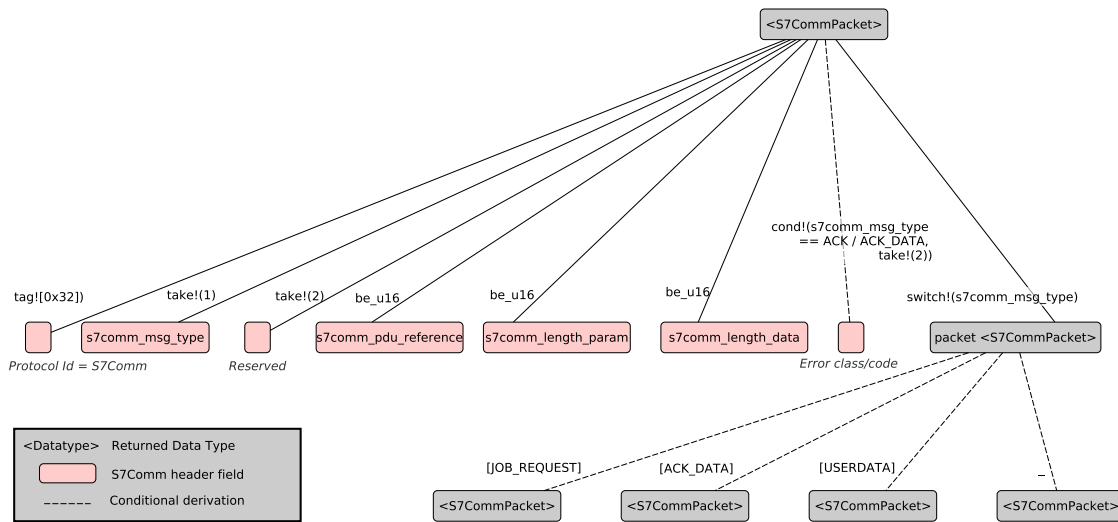 <S7CommPacket>
cond!(s7comm_msg_type
== ACK / ACK_DATA,
take!(2))
tag![0x32])
take!(1)
take!(2)
be_u16
be_u16
be_u16
switch!(s7comm_msg_type)
s7comm_msg_type
s7comm_pdu_reference
s7comm_length_param
s7comm_length_data
packet <S7CommPacket>
Protocol Id = S7Comm
Reserved
Error class/code
<Datatype> Returned Data Type
S7Comm header field
Conditional derivation
[JOB_REQUEST]
[ACK_DATA]
[USERDATA]
_
<S7CommPacket>
<S7CommPacket>
<S7CommPacket>
<S7CommPacket>